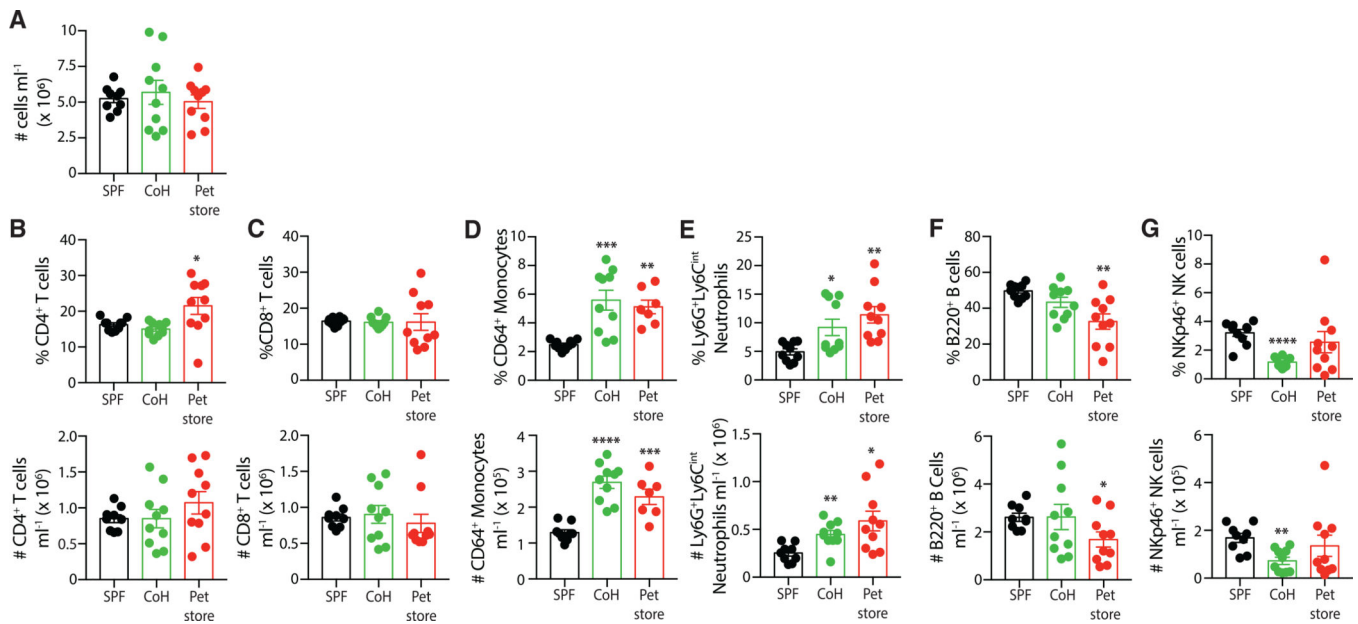 A
# cells ml⁻¹
(x 10⁶)
10
7.5
5.0
2.5
0
SPF
CoH
Pet
store
B
% CD4⁺ T cells
40
30
20
10
0
*
SPF
CoH
Pet
store
C
%CD8⁺ T cells
40
30
20
10
0
SPF
CoH
Pet
store
D
% CD64⁺ Monocytes
10
8
6
4
2
0
***
**
SPF
CoH
Pet
store
E
% Ly6G⁺Ly6Cⁱⁿᵗ
Neutrophils
25
20
15
10
5
0
*
**
SPF
CoH
Pet
store
F
% B220⁺ B cells
80
60
40
20
0
**
SPF
CoH
Pet
store
G
% NKp46⁺ NK cells
10
8
6
4
2
0
****
SPF
CoH
Pet
store
# CD4⁺ T cells
ml⁻¹ (x 10⁶)
2.0
1.5
1.0
0.5
0
SPF
CoH
Pet
store
# CD8⁺ T cells
ml⁻¹ (x 10⁶)
2.0
1.5
1.0
0.5
0
SPF
CoH
Pet
store
# CD64⁺ Monocytes
ml⁻¹ (x 10⁵)
4
3
2
1
0
****
***
SPF
CoH
Pet
store
# Ly6G⁺Ly6Cⁱⁿᵗ
Neutrophils ml⁻¹ (x 10⁶)
1.5
1.0
0.5
0
**
*
SPF
CoH
Pet
store
# B220⁺ B Cells
ml⁻¹ (x 10⁶)
6
4
2
0
*
SPF
CoH
Pet
store
# NKp46⁺ NK cells
ml⁻¹ (x 10⁵)
6
4
2
0
**
SPF
CoH
Pet
store